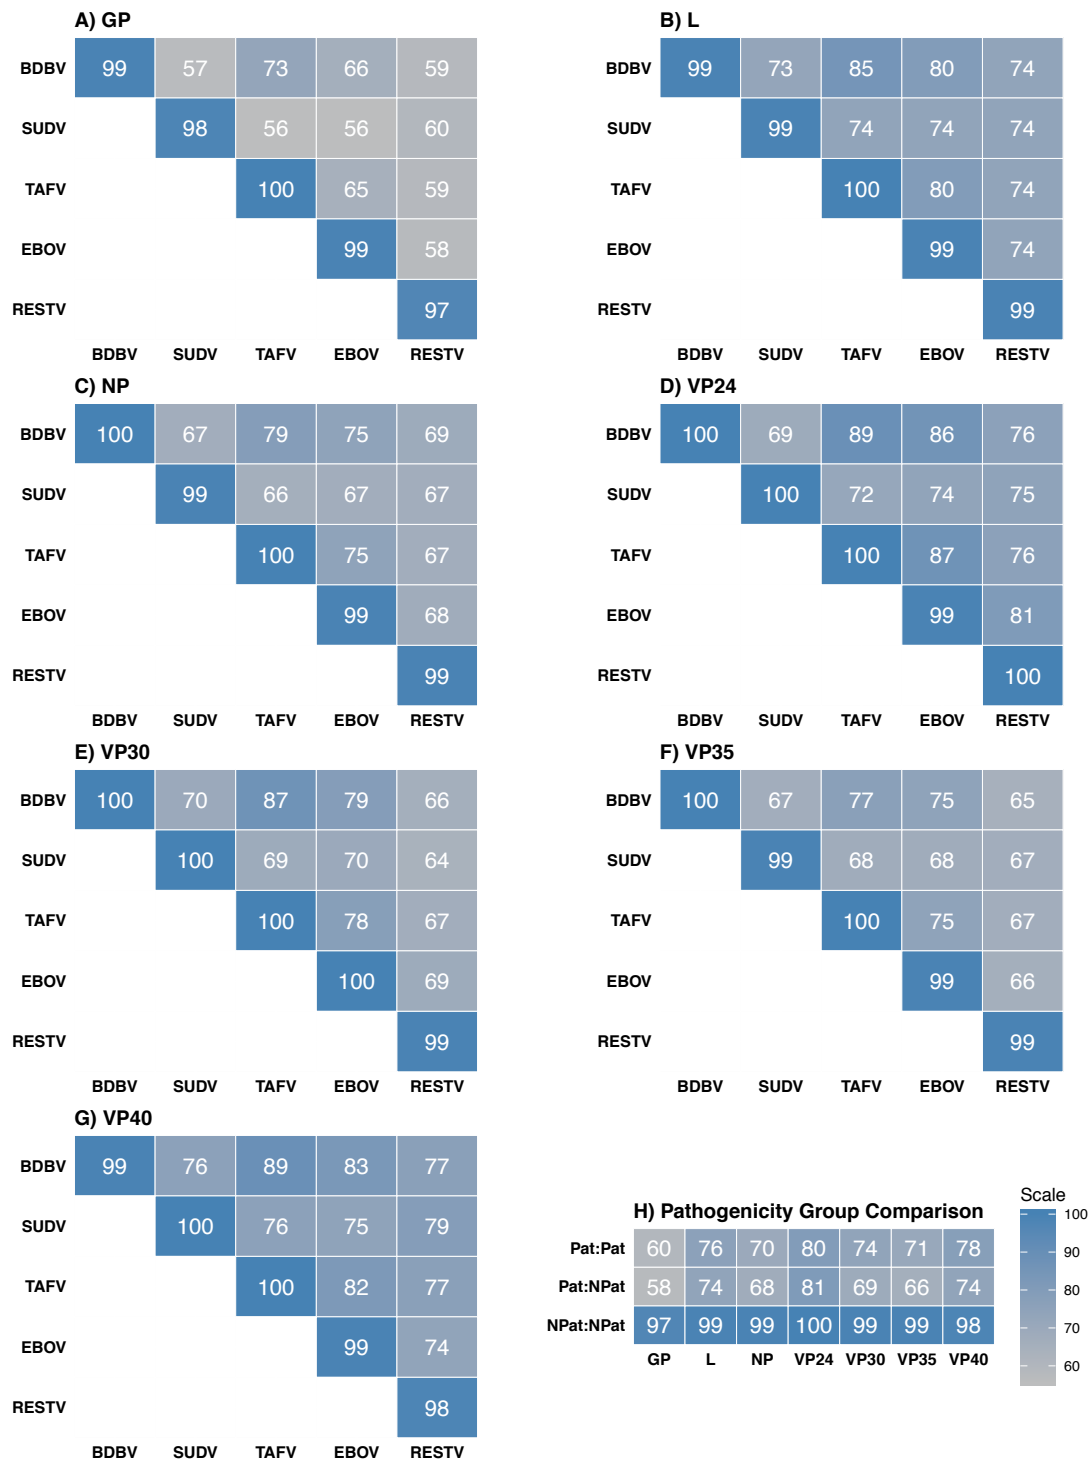 A) GP
BDBV 99 57 73 66 59
SUDV 98 56 56 60
TAFV 100 65 59
EBOV 99 58
RESTV 97
BDBV SUDV TAFV EBOV RESTV
B) L
BDBV 99 73 85 80 74
SUDV 99 74 74 74
TAFV 100 80 74
EBOV 99 74
RESTV 99
BDBV SUDV TAFV EBOV RESTV
C) NP
BDBV 100 67 79 75 69
SUDV 99 66 67 67
TAFV 100 75 67
EBOV 99 68
RESTV 99
BDBV SUDV TAFV EBOV RESTV
D) VP24
BDBV 100 69 89 86 76
SUDV 100 72 74 75
TAFV 100 87 76
EBOV 99 81
RESTV 100
BDBV SUDV TAFV EBOV RESTV
E) VP30
BDBV 100 70 87 79 66
SUDV 100 69 70 64
TAFV 100 78 67
EBOV 100 69
RESTV 99
BDBV SUDV TAFV EBOV RESTV
F) VP35
BDBV 100 67 77 75 65
SUDV 99 68 68 67
TAFV 100 75 67
EBOV 99 66
RESTV 99
BDBV SUDV TAFV EBOV RESTV
G) VP40
BDBV 99 76 89 83 77
SUDV 100 76 75 79
TAFV 100 82 77
EBOV 99 74
RESTV 98
BDBV SUDV TAFV EBOV RESTV
H) Pathogenicity Group Comparison
Pat:Pat 60 76 70 80 74 71 78
Pat:NPat 58 74 68 81 69 66 74
NPat:NPat 97 99 99 100 99 99 98
GP L NP VP24 VP30 VP35 VP40
Scale
100
90
80
70
60